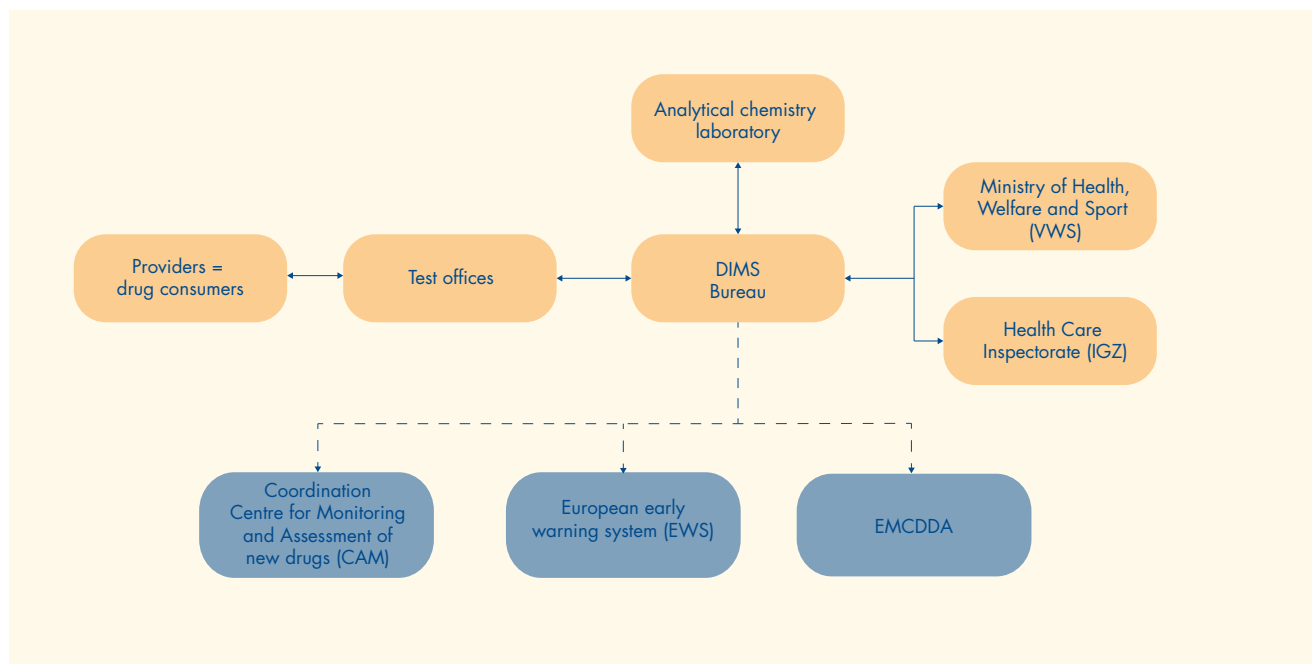 Analytical chemistry
laboratory
Ministry of Health,
Welfare and Sport
(VWS)
Providers =
drug consumers
Test offices
DIMS
Bureau
Health Care
Inspectorate (IGZ)
Coordination
Centre for Monitoring
and Assessment of
new drugs (CAM)
European early
warning system (EWS)
EMCDDA